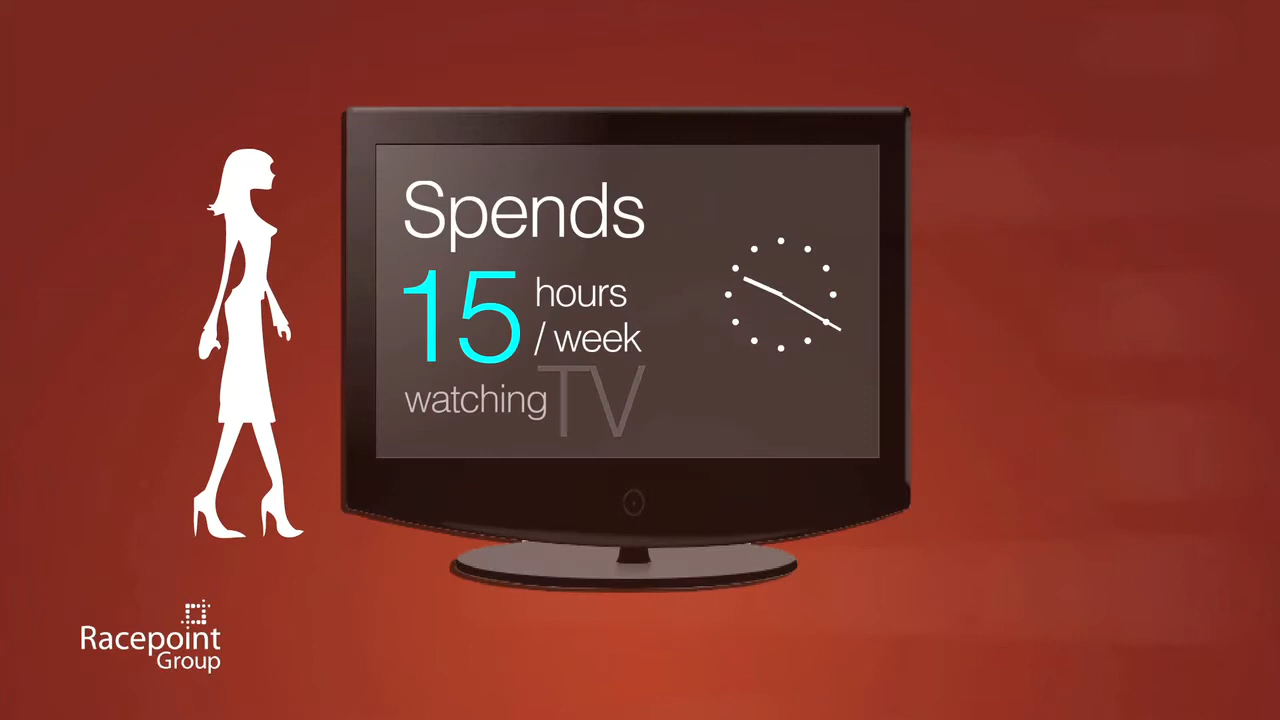 Spends
15 hours
/ week
watching TV
Racepoint
Group